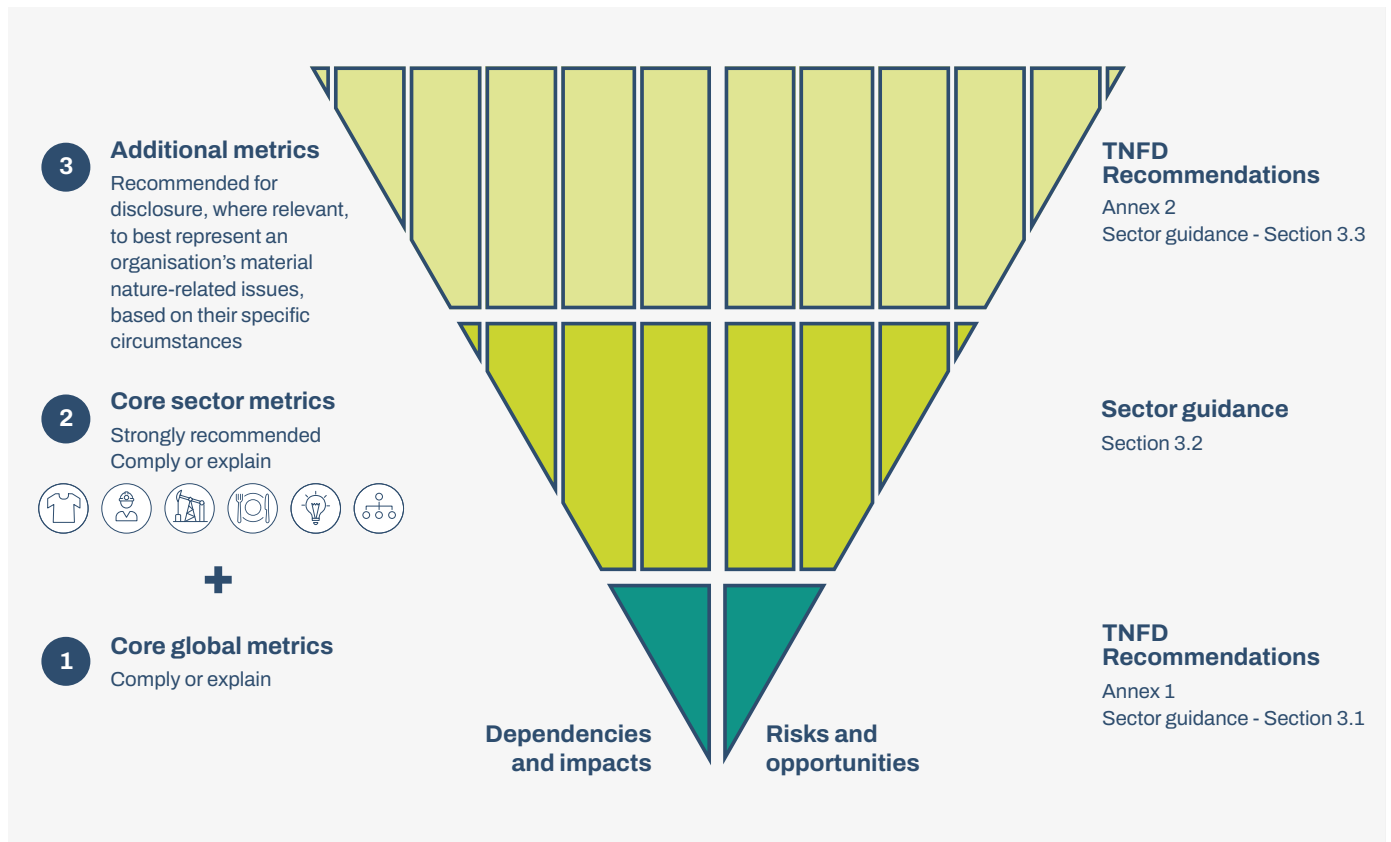 3
Additional metrics
Recommended for
disclosure, where relevant,
to best represent an
organisation’s material
nature-related issues,
based on their specific
circumstances
TNFD
Recommendations
Annex 2
Sector guidance - Section 3.3
2
Core sector metrics
Strongly recommended
Comply or explain
Sector guidance
Section 3.2
1
Core global metrics
Comply or explain
TNFD
Recommendations
Annex 1
Sector guidance - Section 3.1
Dependencies
and impacts
Risks and
opportunities